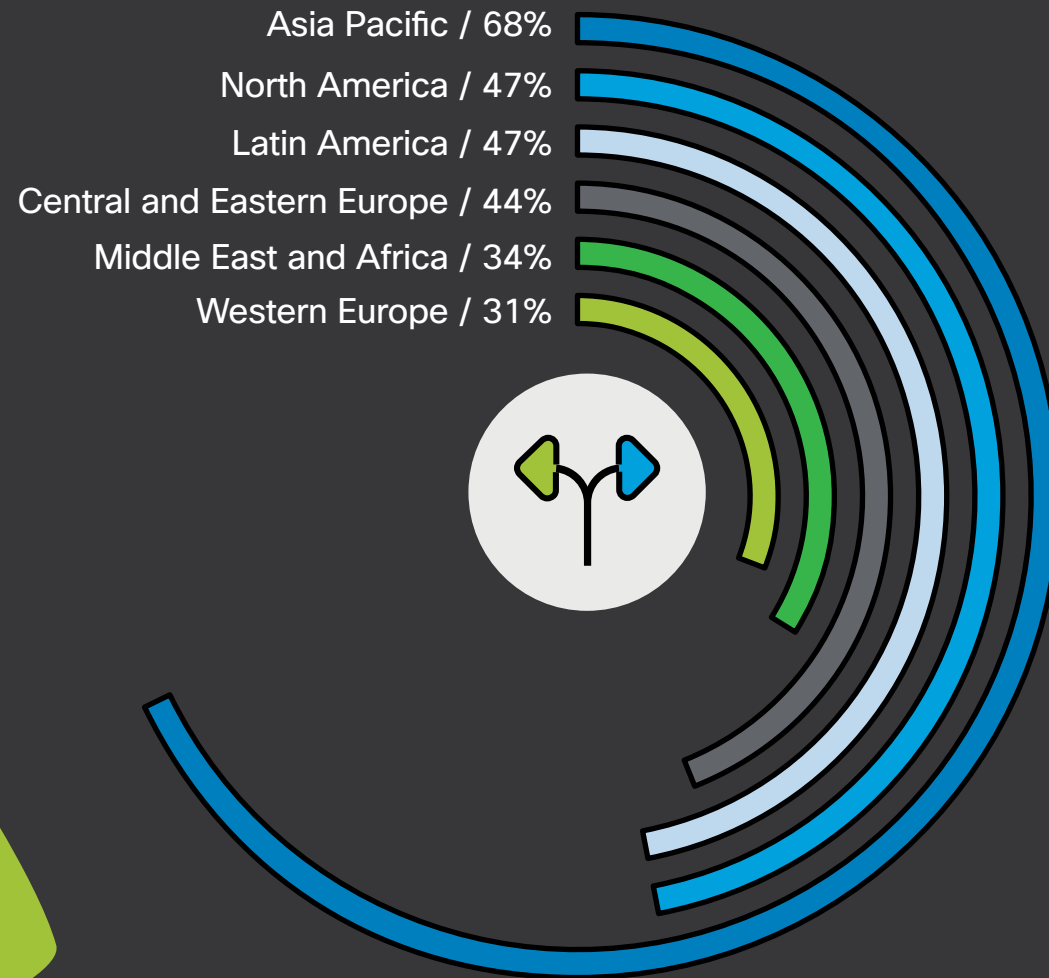 Asia Pacific / 68%
North America / 47%
Latin America / 47%
Central and Eastern Europe / 44%
Middle East and Africa / 34%
Western Europe / 31%